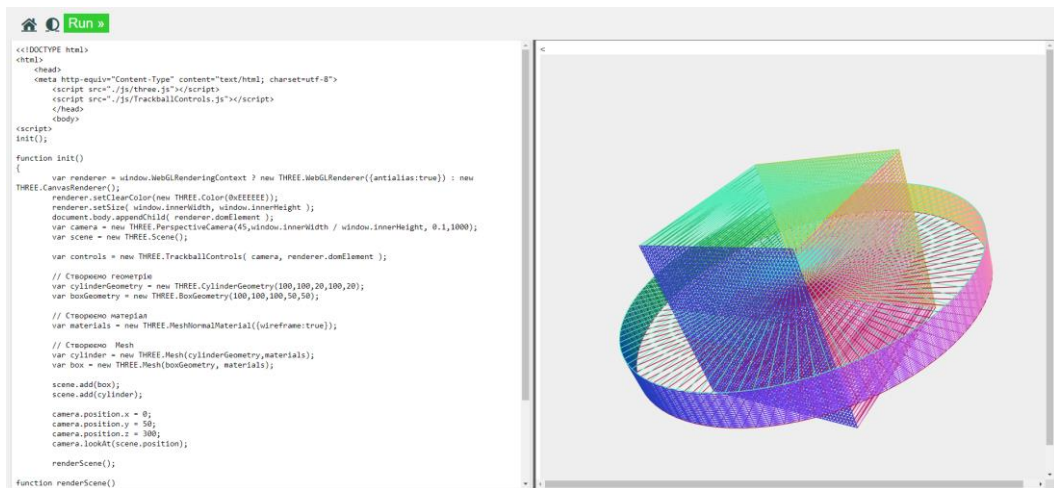 Run »
<<!DOCTYPE html>
<html>
<head>
<meta http-equiv="Content-Type" content="text/html; charset=utf-8">
<script src="./js/three.js"></script>
<script src="./js/TrackballControls.js"></script>
</head>
<body>
<script>
init();
function init()
{
var renderer = window.WebGLRenderingContext ? new THREE.WebGLRenderer({antialias:true}) : new
THREE.CanvasRenderer();
renderer.setClearColor(new THREE.Color(0xEEEEEE));
renderer.setSize( window.innerWidth, window.innerHeight );
document.body.appendChild( renderer.domElement );
var camera = new THREE.PerspectiveCamera(45,window.innerWidth / window.innerHeight, 0.1,1000);
var scene = new THREE.Scene();
var controls = new THREE.TrackballControls( camera, renderer.domElement );
// Створюємо геометрію
var cylinderGeometry = new THREE.CylinderGeometry(100,100,20,100,20);
var boxGeometry = new THREE.BoxGeometry(100,100,100,50,50);
// Створюємо матеріал
var materials = new THREE.MeshNormalMaterial({wireframe:true});
// Створюємо Mesh
var cylinder = new THREE.Mesh(cylinderGeometry,materials);
var box = new THREE.Mesh(boxGeometry, materials);
scene.add(box);
scene.add(cylinder);
camera.position.x = 0;
camera.position.y = 50;
camera.position.z = 300;
camera.lookAt(scene.position);
renderScene();
function renderScene()
<